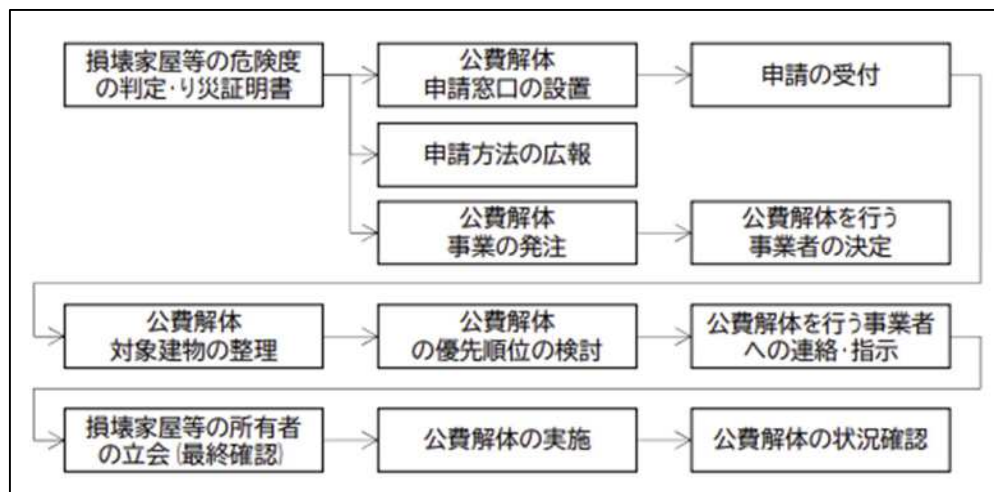 損壊家屋等の危険度
の判定・り災証明書
公費解体
申請窓口の設置
申請の受付
申請方法の広報
公費解体
事業の発注
公費解体を行う
事業者の決定
公費解体
対象建物の整理
公費解体
の優先順位の検討
公費解体を行う事業者
への連絡・指示
損壊家屋等の所有者
の立会(最終確認)
公費解体の実施
公費解体の状況確認